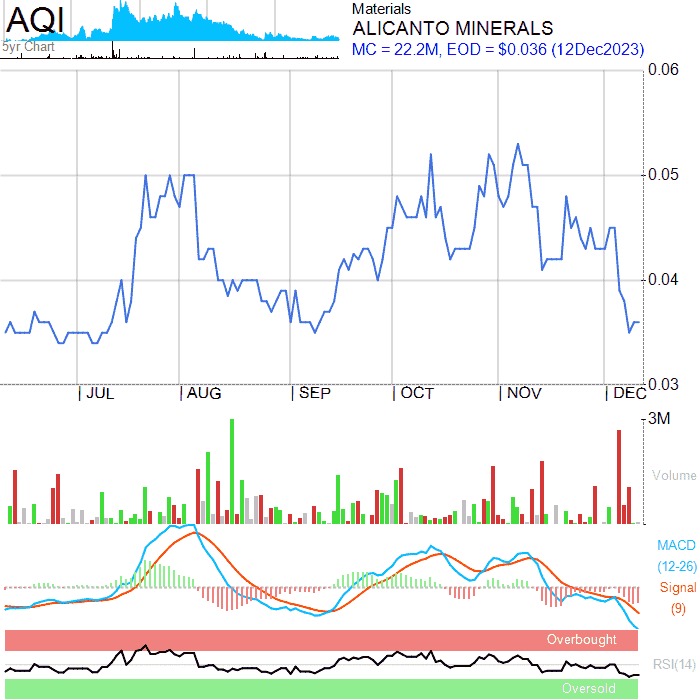 AQI
5yr Chart
Materials
ALICANTO MINERALS
MC = 22.2M, EOD = $0.036 (12Dec2023)
0.06
0.05
0.04
0.03
JUL
AUG
SEP
OCT
NOV
DEC
3M
Volume
MACD
(12-26)
Signal
(9)
Overbought
RSI(14)
Oversold